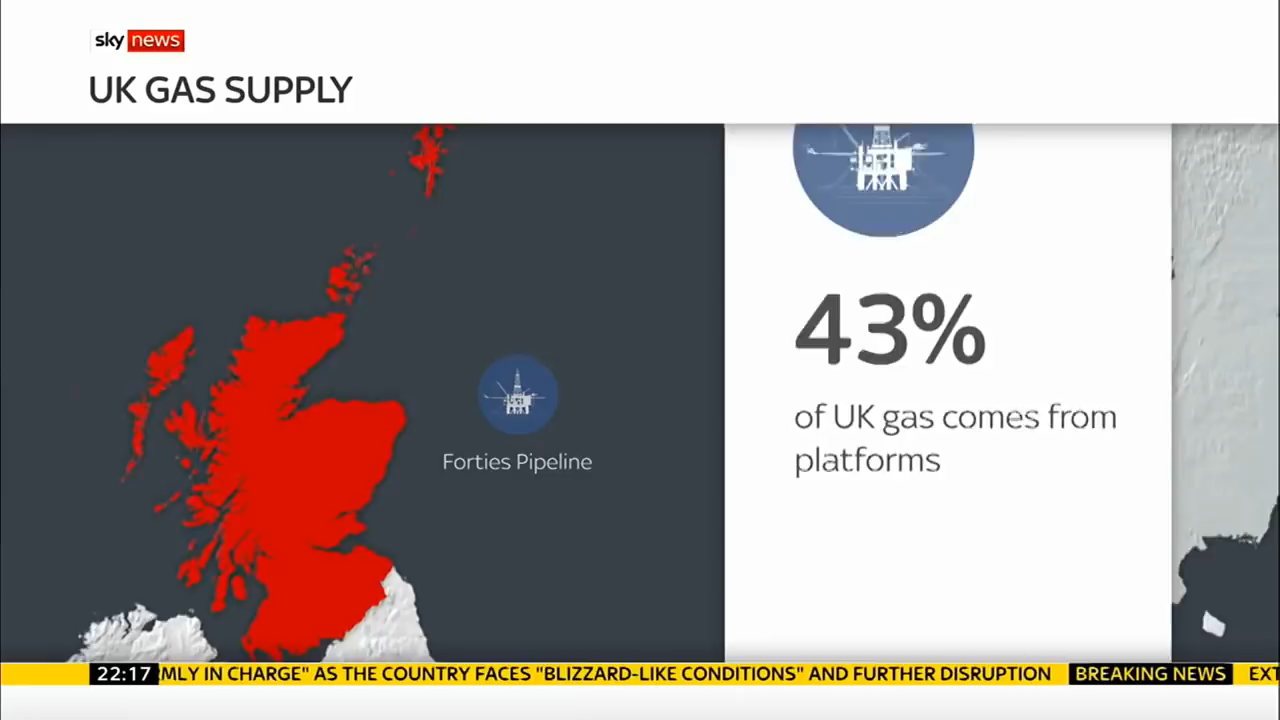 sky news
UK GAS SUPPLY
43%
of UK gas comes from
platforms
Forties Pipeline
22:17
MLY IN CHARGE" AS THE COUNTRY FACES "BLIZZARD-LIKE CONDITIONS" AND FURTHER DISRUPTION BREAKING NEWS EXT